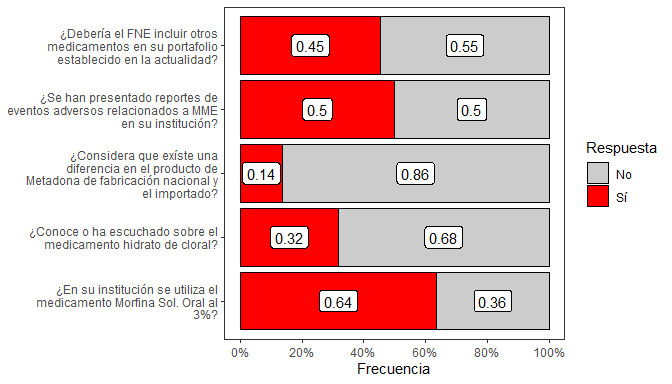 ¿Debería el FNE incluir otros
medicamentos en su portafolio
establecido en la actualidad?
0.45
0.55
¿Se han presentado reportes de
eventos adversos relacionados a MME
en su institución?
0.5
0.5
¿Considera que exíste una
diferencia en el producto de
Metadona de fabricación nacional y
el importado?
0.14
0.86
¿Conoce o ha escuchado sobre el
medicamento hidrato de cloral?
0.32
0.68
¿En su institución se utiliza el
medicamento Morfina Sol. Oral al
3%?
0.64
0.36
0%
20%
40%
60%
80%
100%
Frecuencia
Respuesta
No
Sí